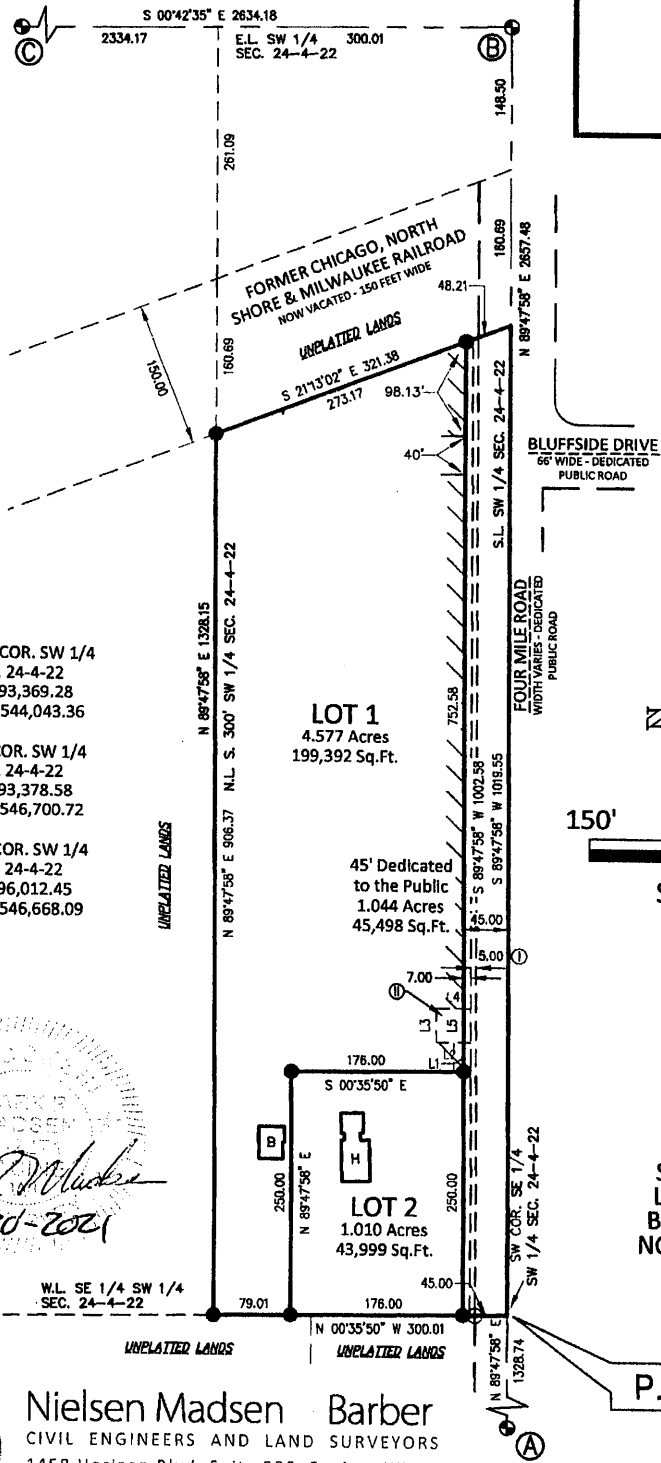 S 00°42'35" E 2634.18
2334.17
E.L. SW 1/4
SEC. 24-4-22
300.01
C
B
148.50
261.09
FORMER CHICAGO, NORTH
SHORE & MILWAUKEE RAILROAD
NOW VACATED - 150 FEET WIDE
UNPLATTED LANDS
160.69
N 89°47'58" E 2657.48
48.21
150.00
160.69
S 21°13'02" E 321.38
273.17
98.13'
40'
S.L. SW 1/4 SEC. 24-4-22
BLUFFSIDE DRIVE
66' WIDE - DEDICATED
PUBLIC ROAD
FOUR MILE ROAD
WIDTH VARIES - DEDICATED
PUBLIC ROAD
N 89°47'58" E 1328.15
N.L S. 300' SW 1/4 SEC. 24-4-22
N 89°47'58" E 906.37
COR. SW 1/4
24-4-22
93,369.28
544,043.36
COR. SW 1/4
24-4-22
93,378.58
546,700.72
COR. SW 1/4
24-4-22
96,012.45
546,668.09
LOT 1
4.577 Acres
199,392 Sq.Ft.
752.58
S 89°47'58" W 1002.58
S 89°47'58" W 1019.55
N
150'
UNPLATTED LANDS
45' Dedicated
to the Public
1.044 Acres
45,498 Sq.Ft.
45.00
5.00
I
7.00
II
L4
L3
L5
L2
L1
176.00
S 00°35'50" E
B
H
250.00
N 89°47'58" E
LOT 2
1.010 Acres
43,999 Sq.Ft.
250.00
45.00
SW COR. SE 1/4
SW 1/4 SEC. 24-4-22
2021
W.L. SE 1/4 SW 1/4
SEC. 24-4-22
79.01
176.00
N 00°35'50" W 300.01
UNPLATTED LANDS
UNPLATTED LANDS
N 89°47'58" E
1328.74
P.
A
Nielsen Madsen Barber
CIVIL ENGINEERS AND LAND SURVEYORS